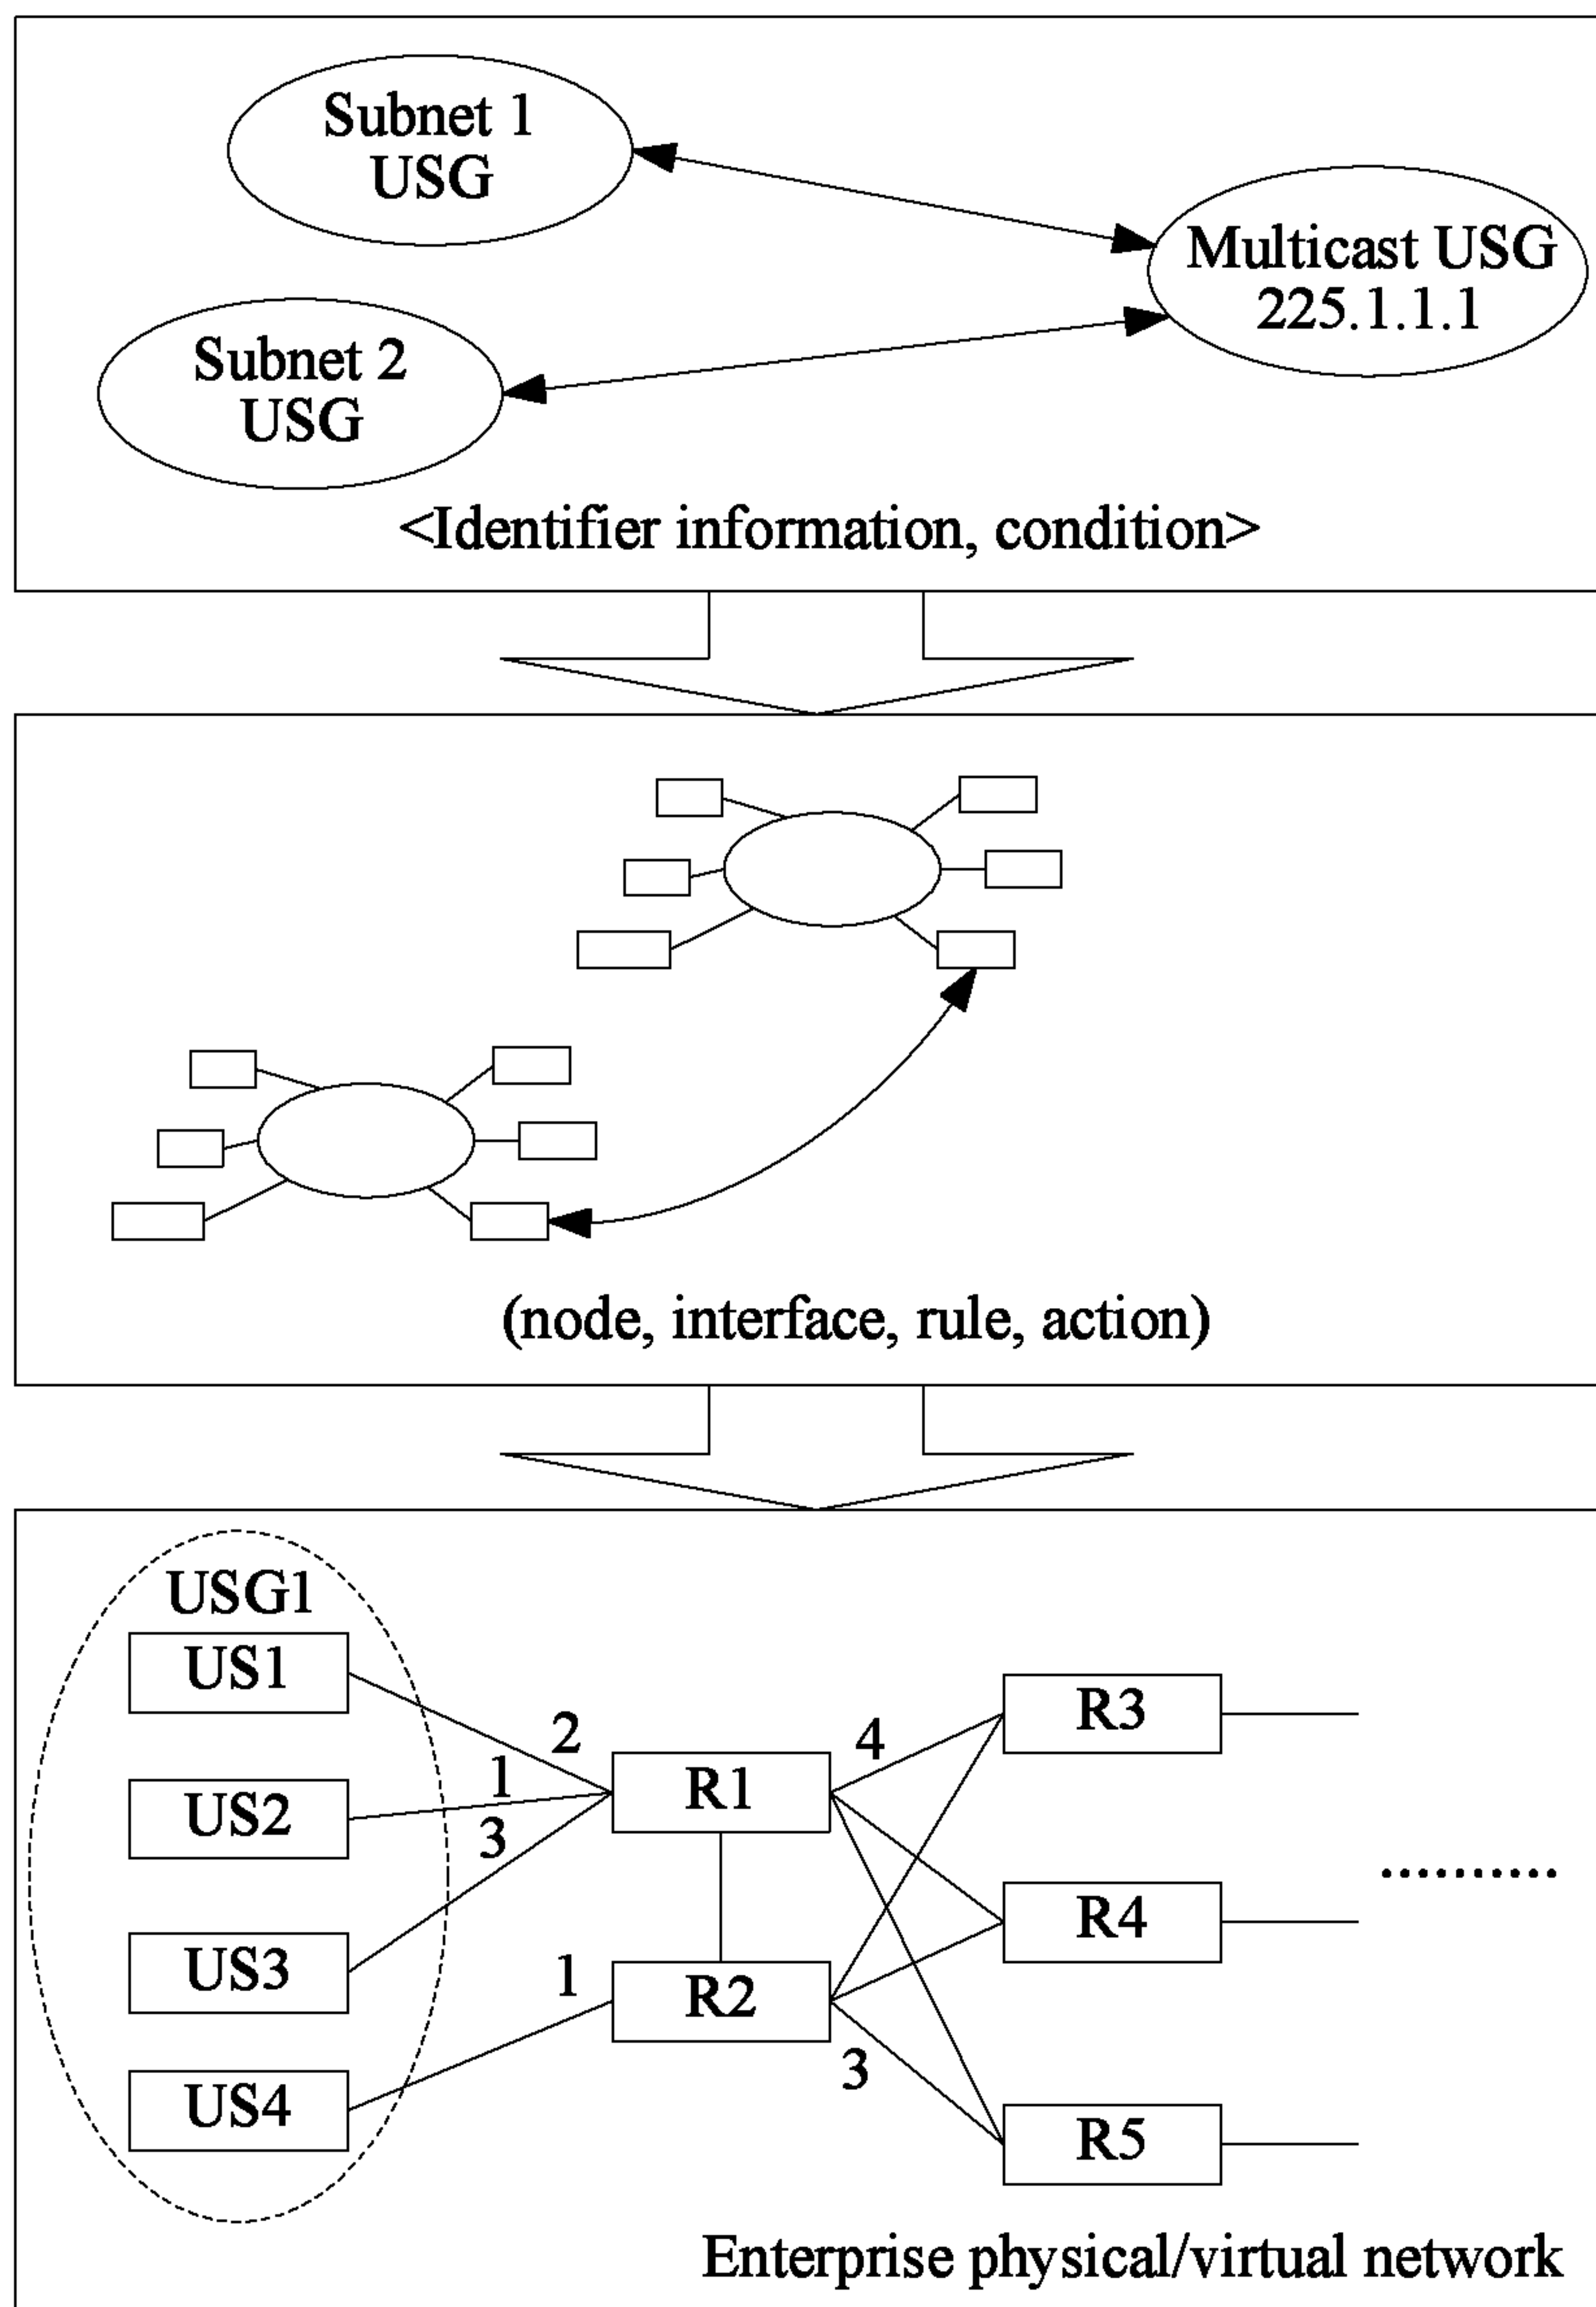 Subnet 1
USG
Multicast USG
225.1.1.1
Subnet 2
USG
<Identifier information, condition>
(node, interface, rule, action)
USG1
US1
2
4
R3
1
R1
US2
3
R4
US3
1
R2
3
US4
R5
..........
Enterprise physical/virtual network